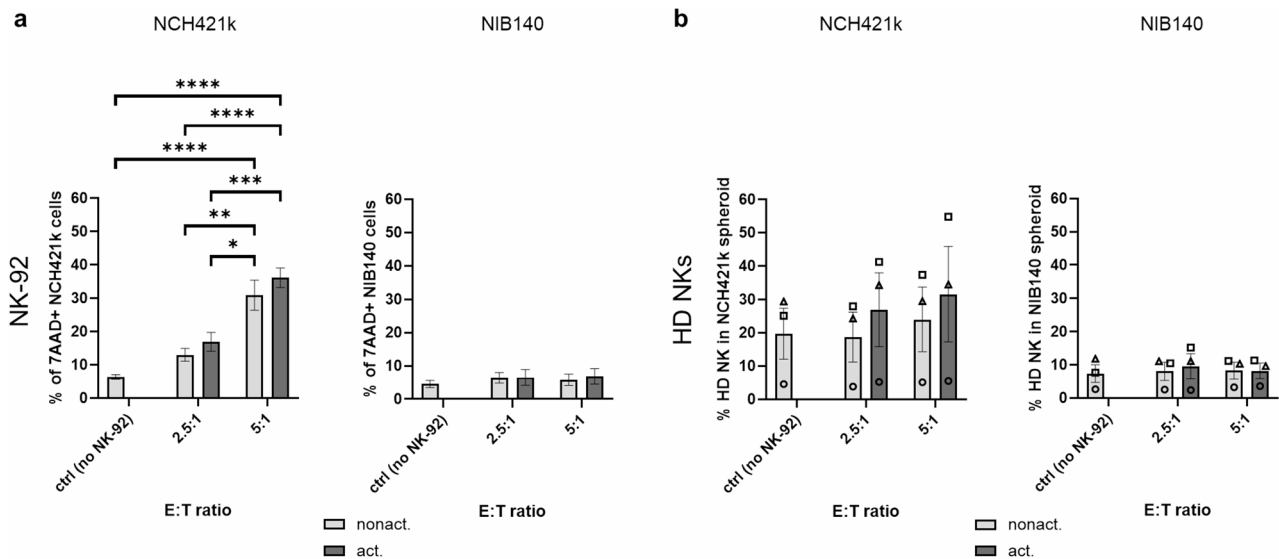 a
NCH421k
NIB140
b
NCH421k
NIB140
NK-92
% of 7AAD+ NCH421k cells
60
50
40
30
20
10
0
****
****
****
***
**
*
ctrl (no NK-92)
2.5:1
5:1
E:T ratio
% of 7AAD+ NIB140 cells
60
50
40
30
20
10
0
ctrl (no NK-92)
2.5:1
5:1
E:T ratio
nonact.
act.
HD NKs
% HD NK in NCH421k spheroid
60
50
40
30
20
10
0
ctrl (no NK-92)
2.5:1
5:1
E:T ratio
% HD NK in NIB140 spheroid
60
50
40
30
20
10
0
ctrl (no NK-92)
2.5:1
5:1
E:T ratio
nonact.
act.